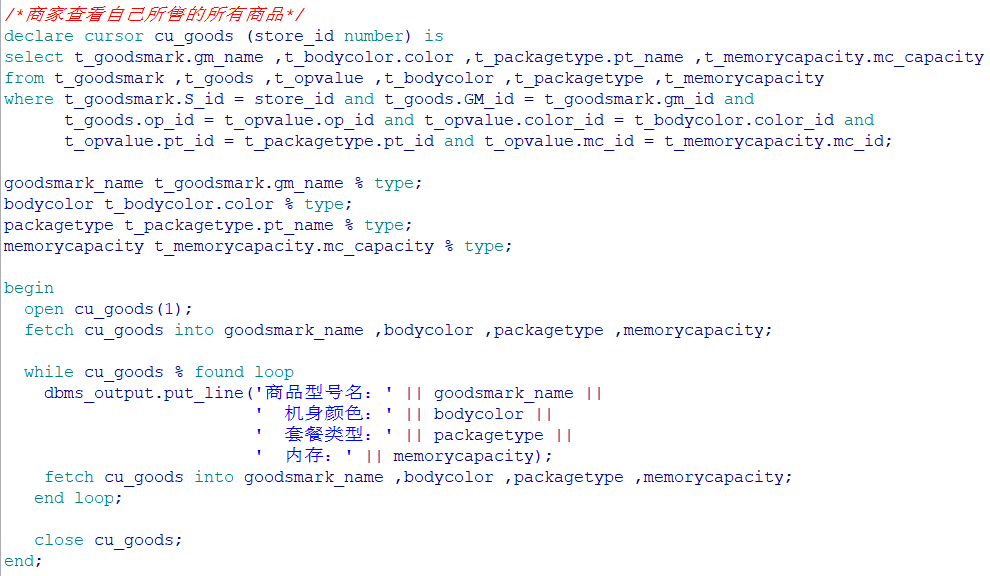 /*商家查看自己所售的所有商品*/
declare cursor cu_goods (store_id number) is
select t_goodsmark.gm_name ,t_bodycolor.color ,t_packagetype.pt_name ,t_memorycapacity.mc_capacity
from t_goodsmark ,t_goods ,t_opvalue ,t_bodycolor ,t_packagetype ,t_memorycapacity
where t_goodsmark.S_id = store_id and t_goods.GM_id = t_goodsmark.gm_id and
      t_goods.op_id = t_opvalue.op_id and t_opvalue.color_id = t_bodycolor.color_id and
      t_opvalue.pt_id = t_packagetype.pt_id and t_opvalue.mc_id = t_memorycapacity.mc_id;

goodsmark_name t_goodsmark.gm_name % type;
bodycolor t_bodycolor.color % type;
packagetype t_packagetype.pt_name % type;
memorycapacity t_memorycapacity.mc_capacity % type;

begin
  open cu_goods(1);
  fetch cu_goods into goodsmark_name ,bodycolor ,packagetype ,memorycapacity;

  while cu_goods % found loop
    dbms_output.put_line('商品型号名：' || goodsmark_name ||
                         '  机身颜色：' || bodycolor ||
                         '  套餐类型：' || packagetype ||
                         '  内存：' || memorycapacity);
    fetch cu_goods into goodsmark_name ,bodycolor ,packagetype ,memorycapacity;
   end loop;

   close cu_goods;
end;